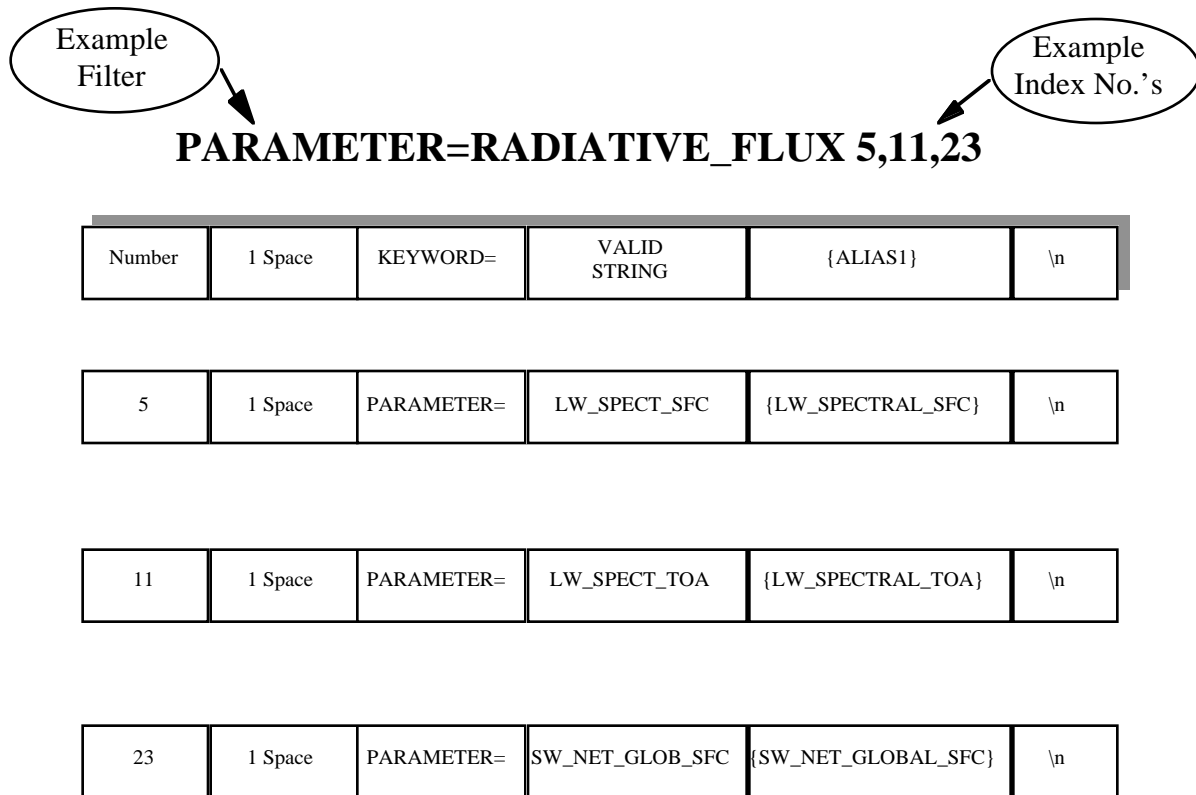 Example
Filter
Example
Index No.'s
PARAMETER=RADIATIVE_FLUX 5,11,23
Number 1 Space KEYWORD= VALID STRING {ALIAS1} \n
5 1 Space PARAMETER= LW_SPECT_SFC {LW_SPECTRAL_SFC} \n
11 1 Space PARAMETER= LW_SPECT_TOA {LW_SPECTRAL_TOA} \n
23 1 Space PARAMETER= SW_NET_GLOB_SFC {SW_NET_GLOBAL_SFC} \n